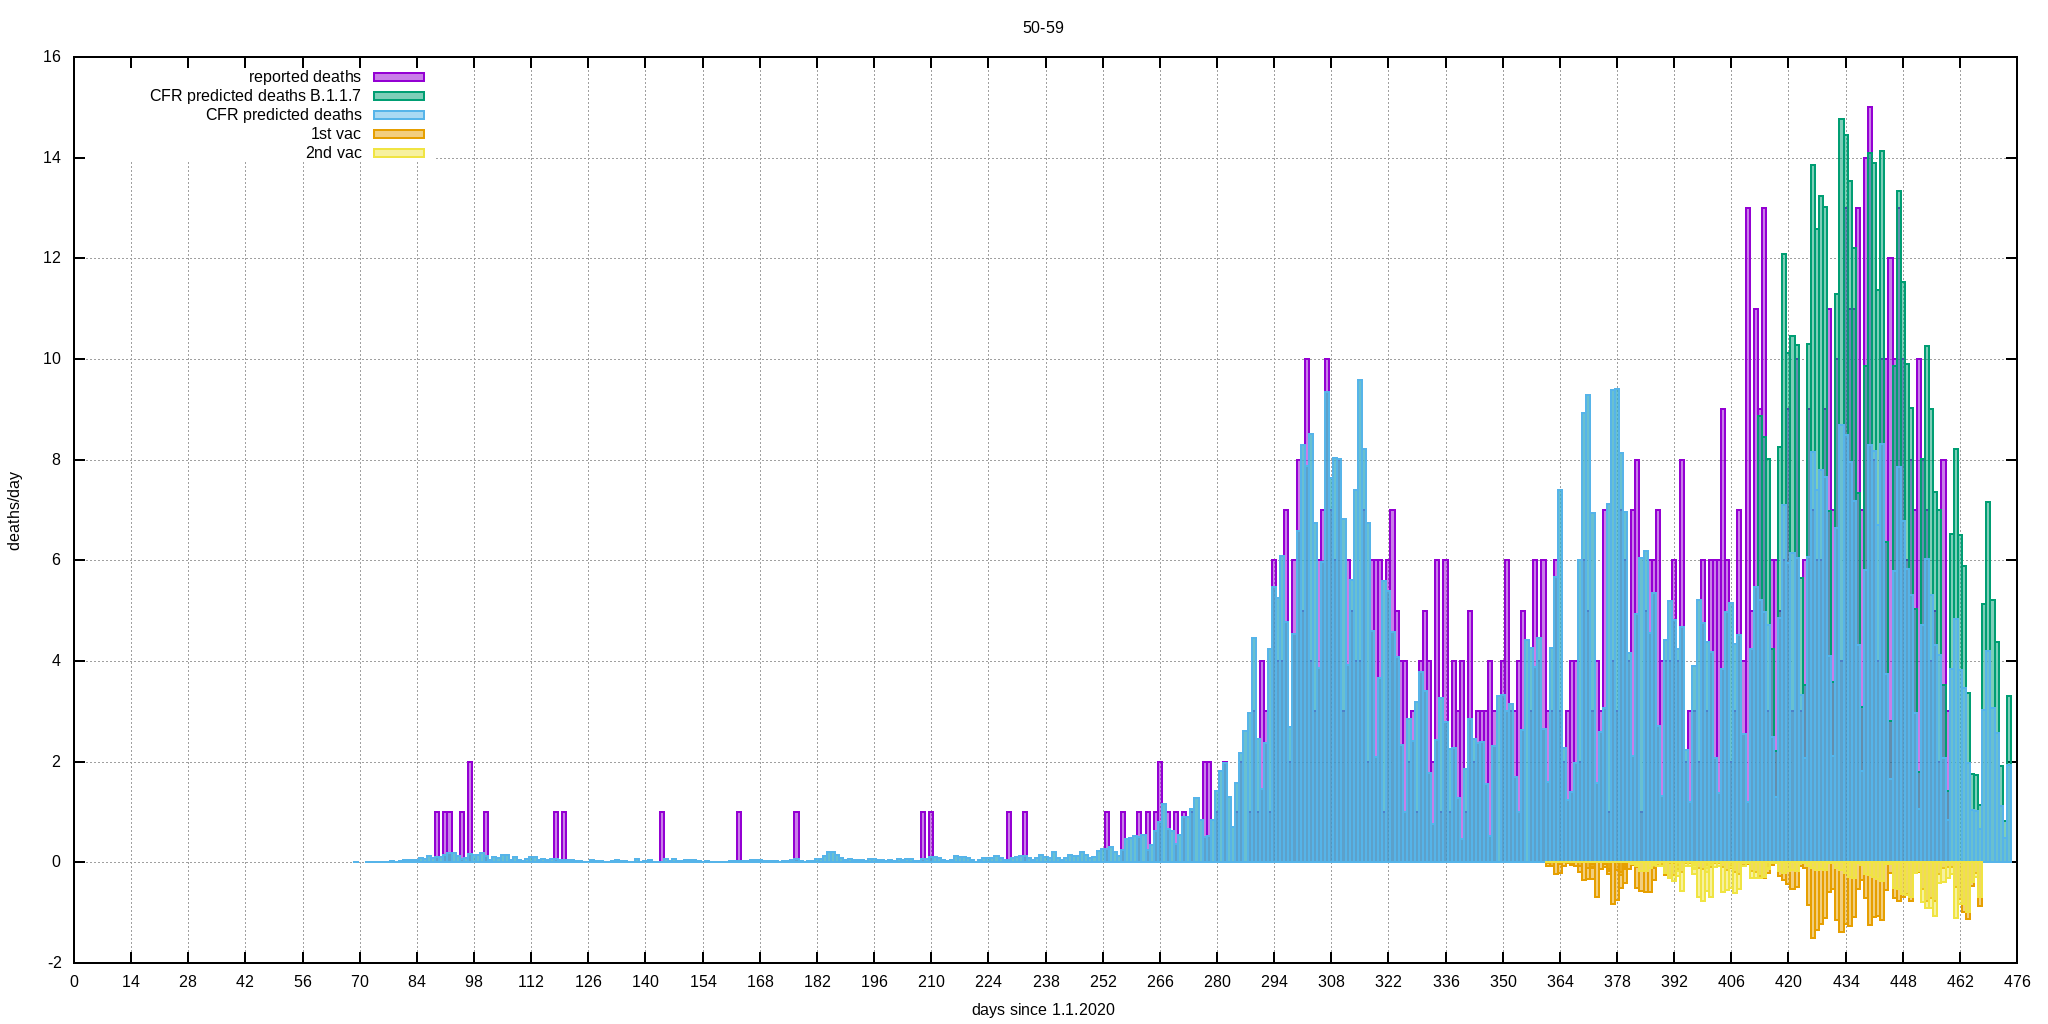 50-59
reported deaths
CFR predicted deaths B.1.1.7
CFR predicted deaths
1st vac
2nd vac
deaths/day
16
14
12
10
8
6
4
2
0
-2
0 14 28 42 56 70 84 98 112 126 140 154 168 182 196 210 224 238 252 266 280 294 308 322 336 350 364 378 392 406 420 434 448 462 476
days since 1.1.2020